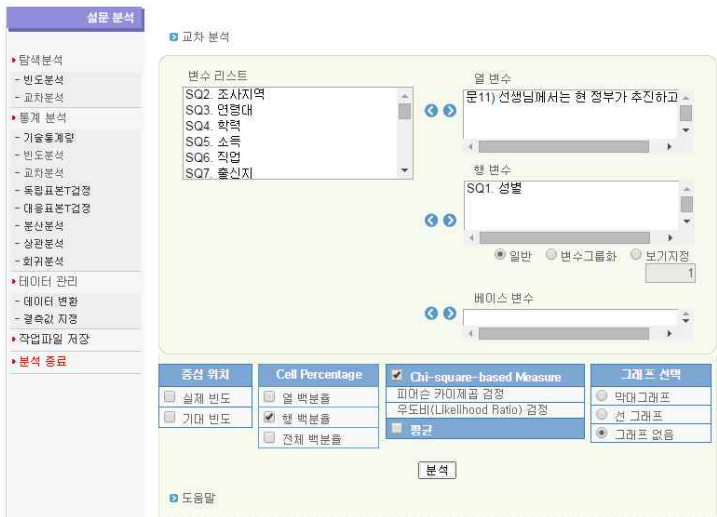 설문 분석
탐색분석
- 빈도분석
- 교차분석
통계 분석
- 기술통계량
- 빈도분석
- 교차분석
- 독립표본T검정
- 대응표본T검정
- 분산분석
- 상관분석
- 회귀분석
데이터 관리
- 데이터 변환
- 결측값 지정
작업파일 저장
분석 종료
교차 분석
변수 리스트
SQ2. 조사지역
SQ3. 연령대
SQ4. 학력
SQ5. 소득
SQ6. 직업
SQ7. 출신지
열 변수
문11) 선생님께서는 현 정부가 추진하고
행 변수
SQ1. 성별
일반 변수그룹화 보기지정
1
베이스 변수
중심 위치
실제 빈도
기대 빈도
Cell Percentage
열 백분율
행 백분율
전체 백분율
Chi-square-based Measure
피어슨 카이제곱 검정
우도비(Likelihood Ratio) 검정
평균
그래프 선택
막대그래프
선 그래프
그래프 없음
분석
도움말